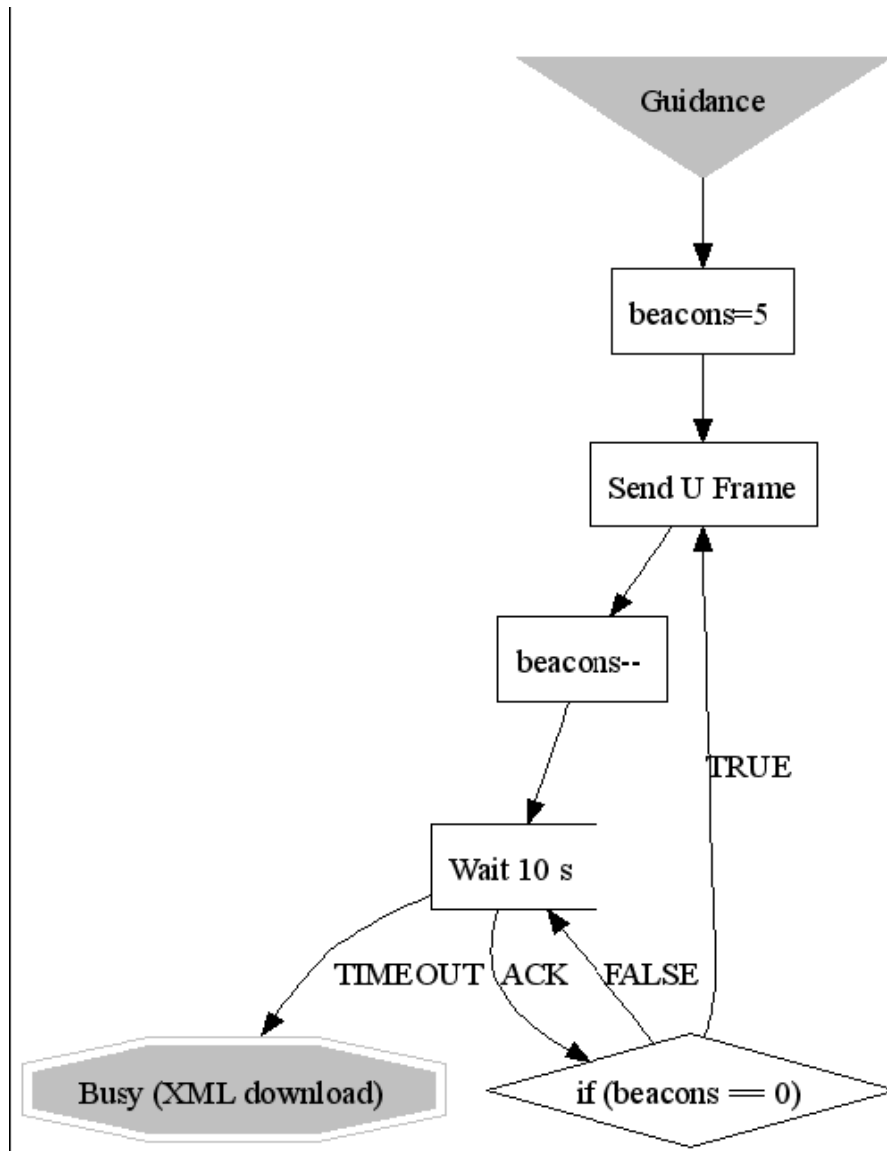 Guidance
beacons=5
Send U Frame
beacons--
TRUE
Wait 10 s
TIMEOUT
ACK
FALSE
Busy (XML download)
if (beacons == 0)